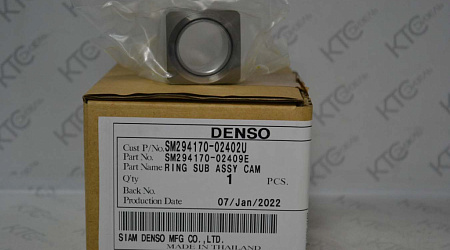 DENSO
Cust P/No. SM294170-02402U
Part No. SM294170-02409E
Part Name RING SUB ASSY CAM
Q'ty 1 PCS.
Back No.
Production Date 07/Jan/2022
SIAM DENSO MFG CO.,LTD.
MADE IN THAILAND
KTC